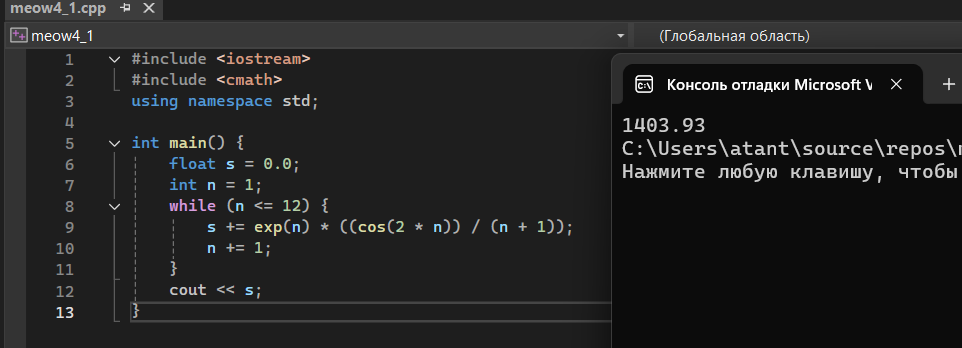 meow4_1.cpp
meow4_1
(Глобальная область)
1 #include <iostream>
2 #include <cmath>
3 using namespace std;
4
5 int main() {
6 float s = 0.0;
7 int n = 1;
8 while (n <= 12) {
9 s += exp(n) * ((cos(2 * n)) / (n + 1));
10 n += 1;
11 }
12 cout << s;
13 }
Консоль отладки Microsoft V
1403.93
C:\Users\atant\source\repos\
Нажмите любую клавишу, чтобы